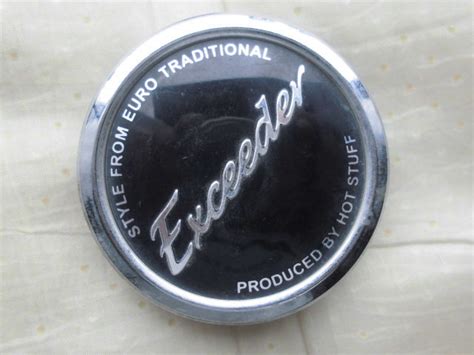 STYLE FROM EURO TRADITIONAL
Exceeder
PRODUCED BY HOT STUFF